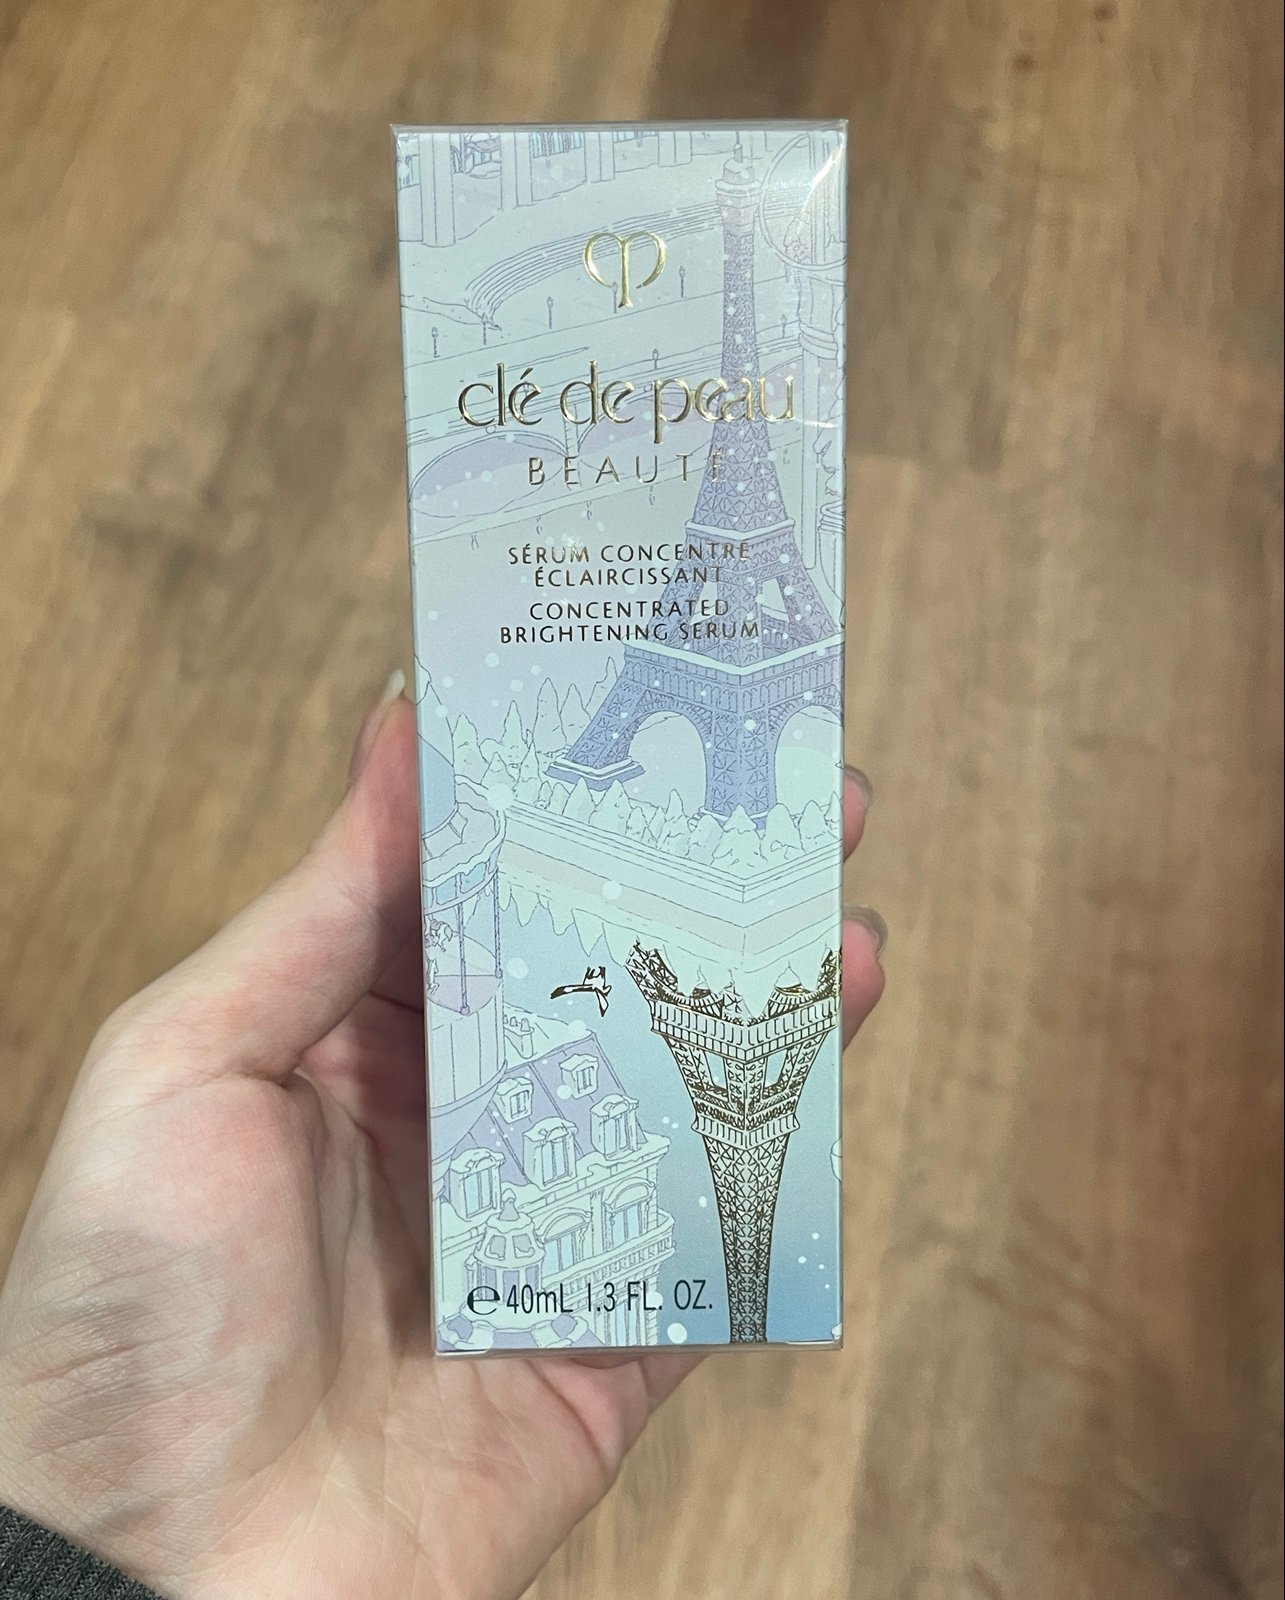 clé de peau
BEAUTÉ
SÉRUM CONCENTRÉ
ÉCLAIRCISSANT
CONCENTRATED
BRIGHTENING SERUM
℮ 40mL 1.3 FL. OZ.